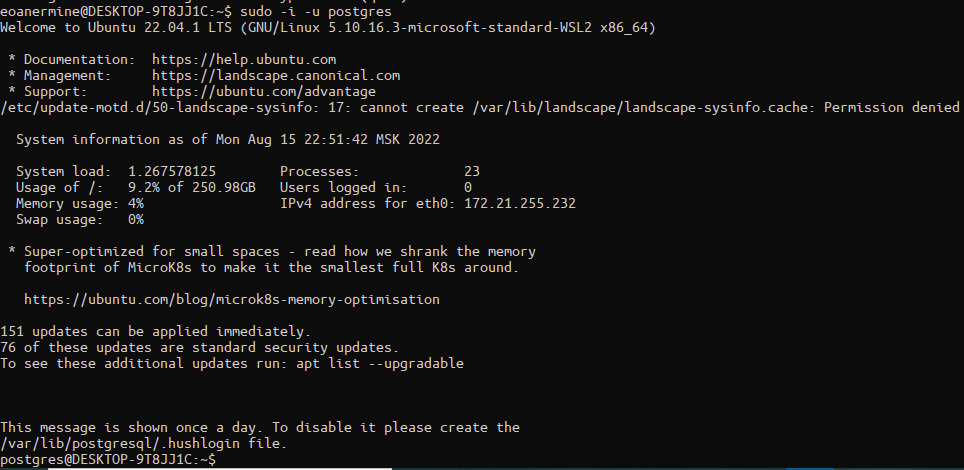 eoanermine@DESKTOP-9T8JJ1C:~$ sudo -i -u postgres
Welcome to Ubuntu 22.04.1 LTS (GNU/Linux 5.10.16.3-microsoft-standard-WSL2 x86_64)

 * Documentation:  https://help.ubuntu.com
 * Management:     https://landscape.canonical.com
 * Support:        https://ubuntu.com/advantage
/etc/update-motd.d/50-landscape-sysinfo: 17: cannot create /var/lib/landscape/landscape-sysinfo.cache: Permission denied

  System information as of Mon Aug 15 22:51:42 MSK 2022

  System load:  1.267578125        Processes:             23
  Usage of /:   9.2% of 250.98GB   Users logged in:       0
  Memory usage: 4%                 IPv4 address for eth0: 172.21.255.232
  Swap usage:   0%

 * Super-optimized for small spaces - read how we shrank the memory
   footprint of MicroK8s to make it the smallest full K8s around.

   https://ubuntu.com/blog/microk8s-memory-optimisation

151 updates can be applied immediately.
76 of these updates are standard security updates.
To see these additional updates run: apt list --upgradable

This message is shown once a day. To disable it please create the
/var/lib/postgresql/.hushlogin file.
postgres@DESKTOP-9T8JJ1C:~$